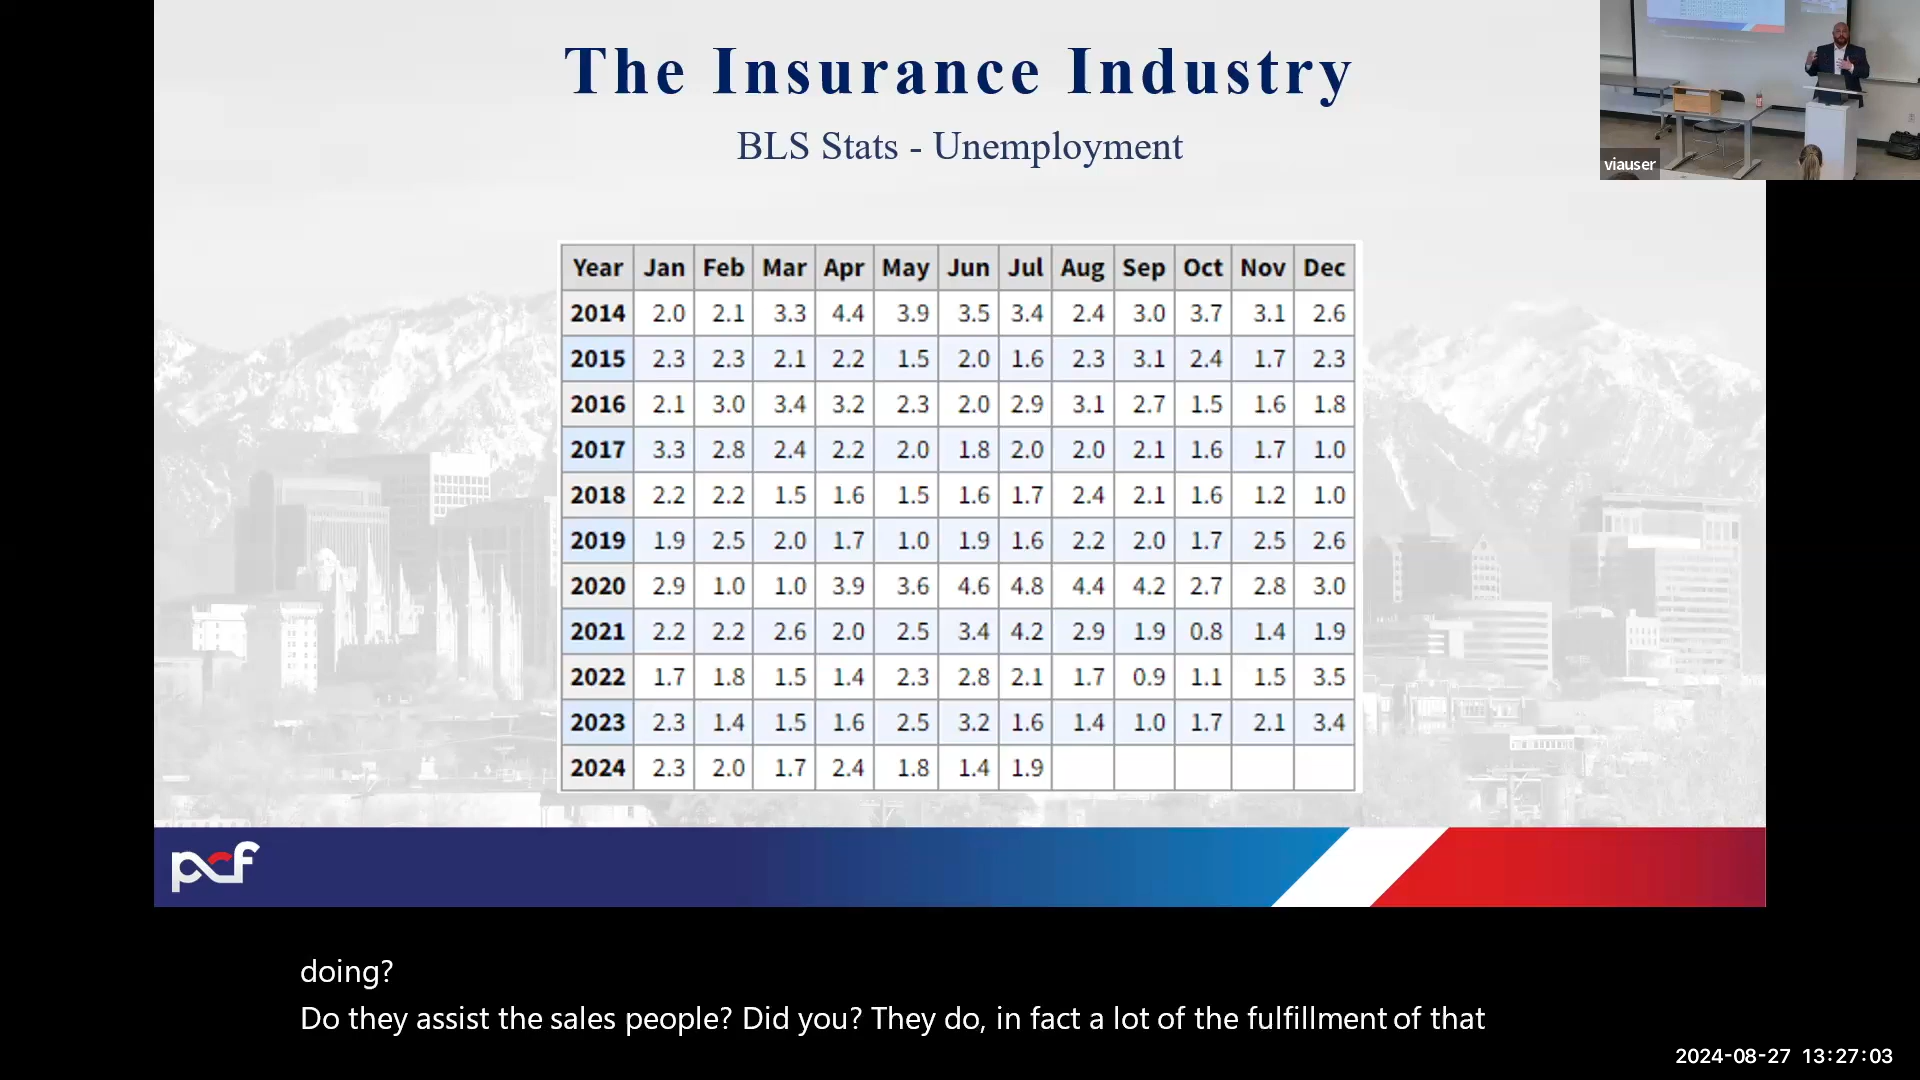 The Insurance Industry
BLS Stats - Unemployment
viauser
Year Jan Feb Mar Apr May Jun Jul Aug Sep Oct Nov Dec
2014 2.0 2.1 3.3 4.4 3.9 3.5 3.4 2.4 3.0 3.7 3.1 2.6
2015 2.3 2.3 2.1 2.2 1.5 2.0 1.6 2.3 3.1 2.4 1.7 2.3
2016 2.1 3.0 3.4 3.2 2.3 2.0 2.9 3.1 2.7 1.5 1.6 1.8
2017 3.3 2.8 2.4 2.2 2.0 1.8 2.0 2.0 2.1 1.6 1.7 1.0
2018 2.2 2.2 1.5 1.6 1.5 1.6 1.7 2.4 2.1 1.6 1.2 1.0
2019 1.9 2.5 2.0 1.7 1.0 1.9 1.6 2.2 2.0 1.7 2.5 2.6
2020 2.9 1.0 1.0 3.9 3.6 4.6 4.8 4.4 4.2 2.7 2.8 3.0
2021 2.2 2.2 2.6 2.0 2.5 3.4 4.2 2.9 1.9 0.8 1.4 1.9
2022 1.7 1.8 1.5 1.4 2.3 2.8 2.1 1.7 0.9 1.1 1.5 3.5
2023 2.3 1.4 1.5 1.6 2.5 3.2 1.6 1.4 1.0 1.7 2.1 3.4
2024 2.3 2.0 1.7 2.4 1.8 1.4 1.9
pcf
doing?
Do they assist the sales people? Did you? They do, in fact a lot of the fulfillment of that
2024-08-27 13:27:03